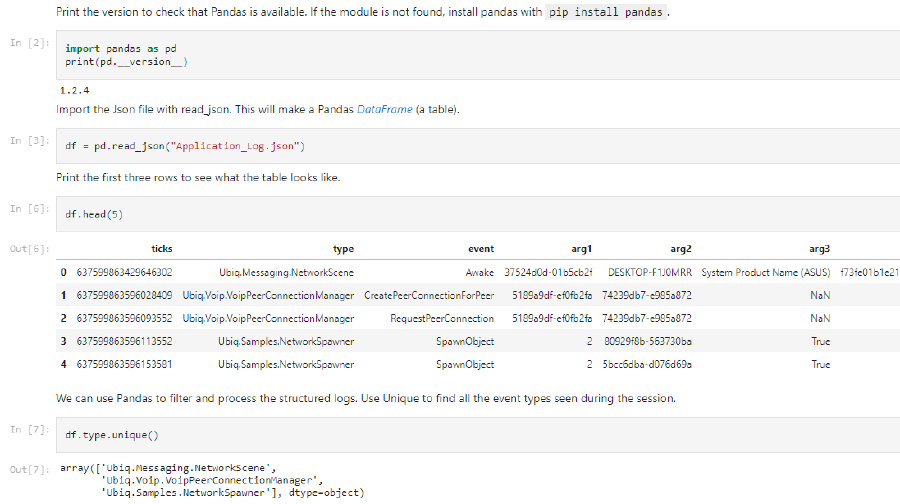 Print the version to check that Pandas is available. If the module is not found, install pandas with pip install pandas .
In [2]:
import pandas as pd
print(pd.__version__)
1.2.4
Import the Json file with read_json. This will make a Pandas DataFrame (a table).
In [3]:
df = pd.read_json("Application_Log.json")
Print the first three rows to see what the table looks like.
In [6]:
df.head(5)
Out[6]:
ticks type event arg1 arg2 arg3
0 637599863429646302 Ubiq.Messaging.NetworkScene Awake 37524d0d-01b5cb2f DESKTOP-F1J0MRR System Product Name (ASUS) f73fe01b1e21
1 637599863596028409 Ubiq.Voip.VoipPeerConnectionManager CreatePeerConnectionForPeer 5189a9df-ef0fb2fa 74239db7-e985a872 NaN
2 637599863596093552 Ubiq.Voip.VoipPeerConnectionManager RequestPeerConnection 5189a9df-ef0fb2fa 74239db7-e985a872 NaN
3 637599863596113552 Ubiq.Samples.NetworkSpawner SpawnObject 2 80929f8b-563730ba True
4 637599863596153581 Ubiq.Samples.NetworkSpawner SpawnObject 2 5bcc6dba-d076d69a True
We can use Pandas to filter and process the structured logs. Use Unique to find all the event types seen during the session.
In [7]:
df.type.unique()
Out[7]:
array(['Ubiq.Messaging.NetworkScene',
'Ubiq.Voip.VoipPeerConnectionManager',
'Ubiq.Samples.NetworkSpawner'], dtype=object)